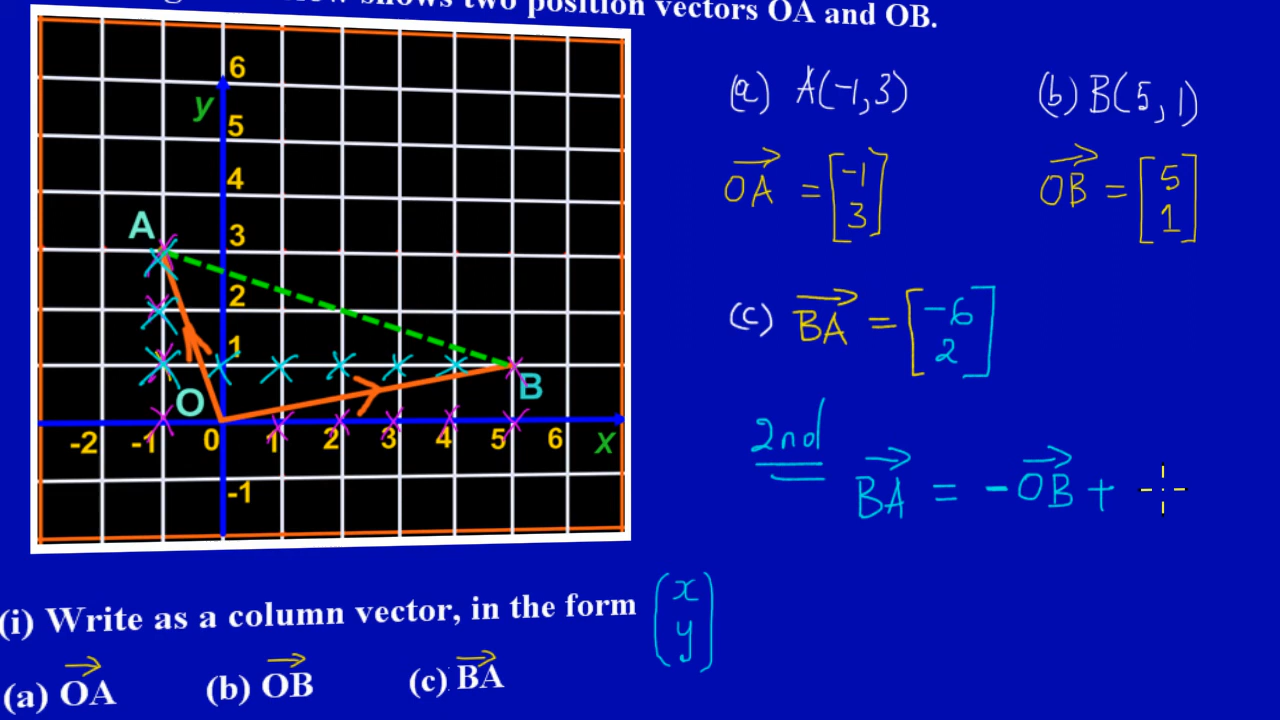 shows two position vectors OA and OB.
6
y
5
4
A
3
2
1
O
B
-2 -1 0 1 2 3 4 5 6 x
-1
(a) A(-1,3)
OA = [-1
3]
(b) B(5,1)
OB = [5
1]
(c) BA = [-6
2]
2nd
BA = -OB +
(i) Write as a column vector, in the form (x
y)
(a) OA (b) OB (c) BA